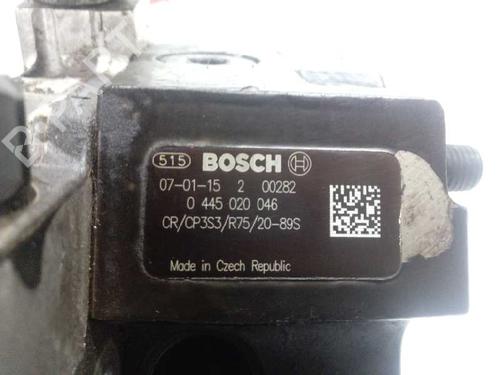 515 BOSCH
07-01-15 2 00282
0 445 020 046
CR/CP3S3/R75/20-89S
Made in Czech Republic